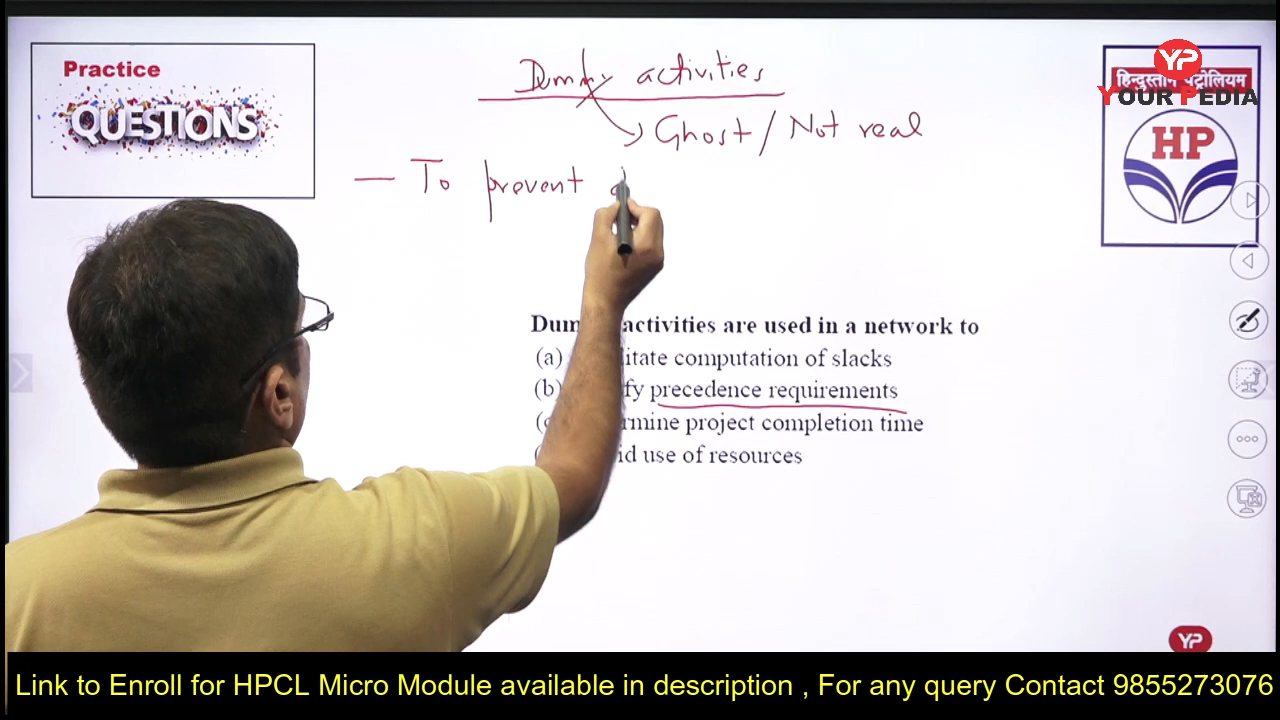 Practice
QUESTIONS
Dummy activities
Ghost / Not real
— To prevent
हिन्दुस्तान पेट्रोलियम
YP
YOUR PEDIA
HP
activities are used in a network to
(a) itate computation of slacks
(b) fy precedence requirements
rmine project completion time
id use of resources
YP
Link to Enroll for HPCL Micro Module available in description , For any query Contact 9855273076